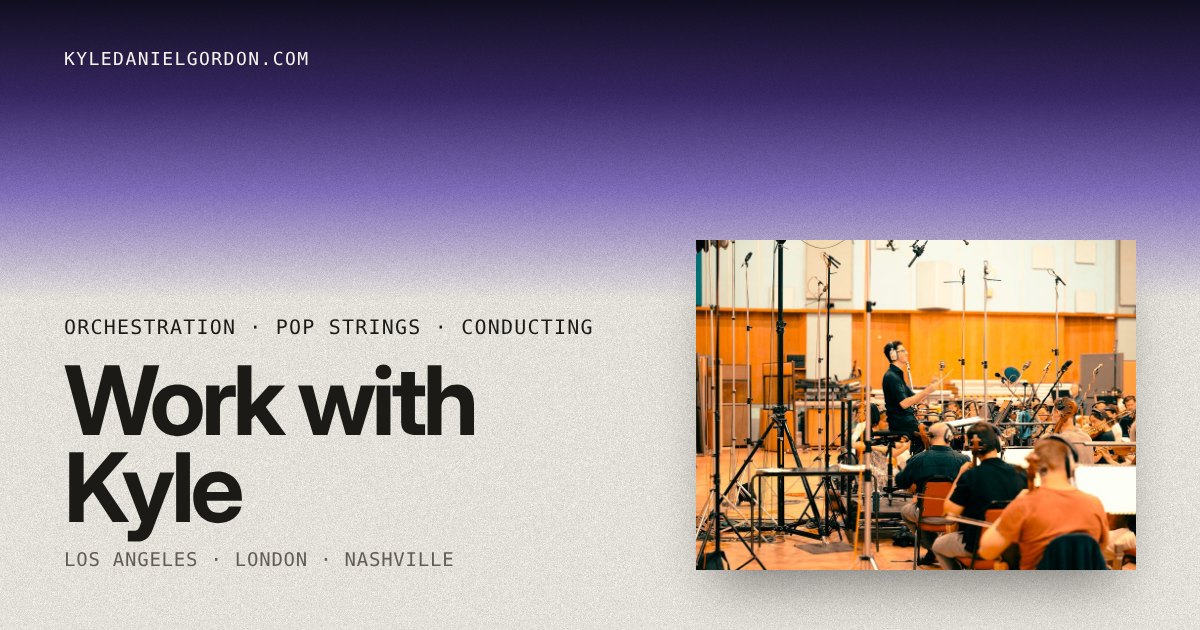 KYLEDANIELGORDON.COM
ORCHESTRATION · POP STRINGS · CONDUCTING
Work with
Kyle
LOS ANGELES · LONDON · NASHVILLE